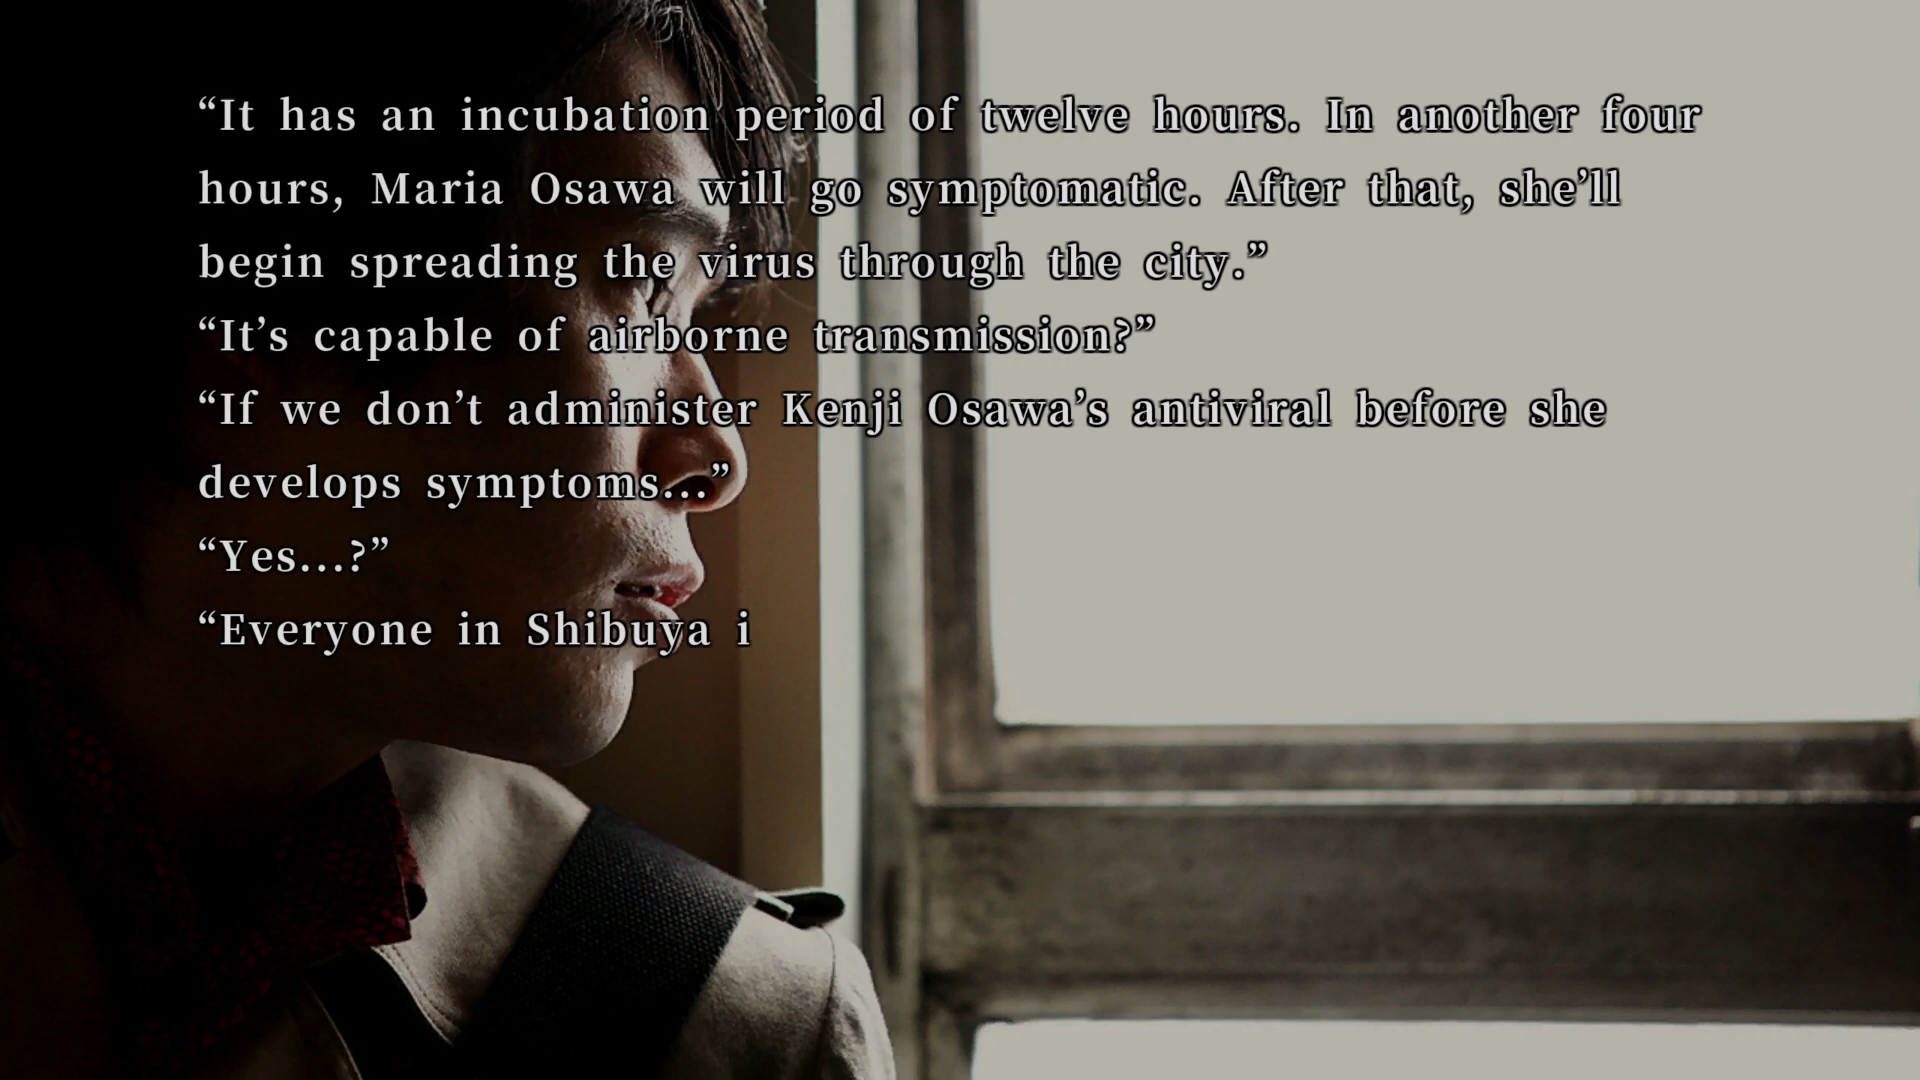 “It has an incubation period of twelve hours. In another four
hours, Maria Osawa will go symptomatic. After that, she’ll
begin spreading the virus through the city.”
“It’s capable of airborne transmission?”
“If we don’t administer Kenji Osawa’s antiviral before she
develops symptoms...”
“Yes...?”
“Everyone in Shibuya i